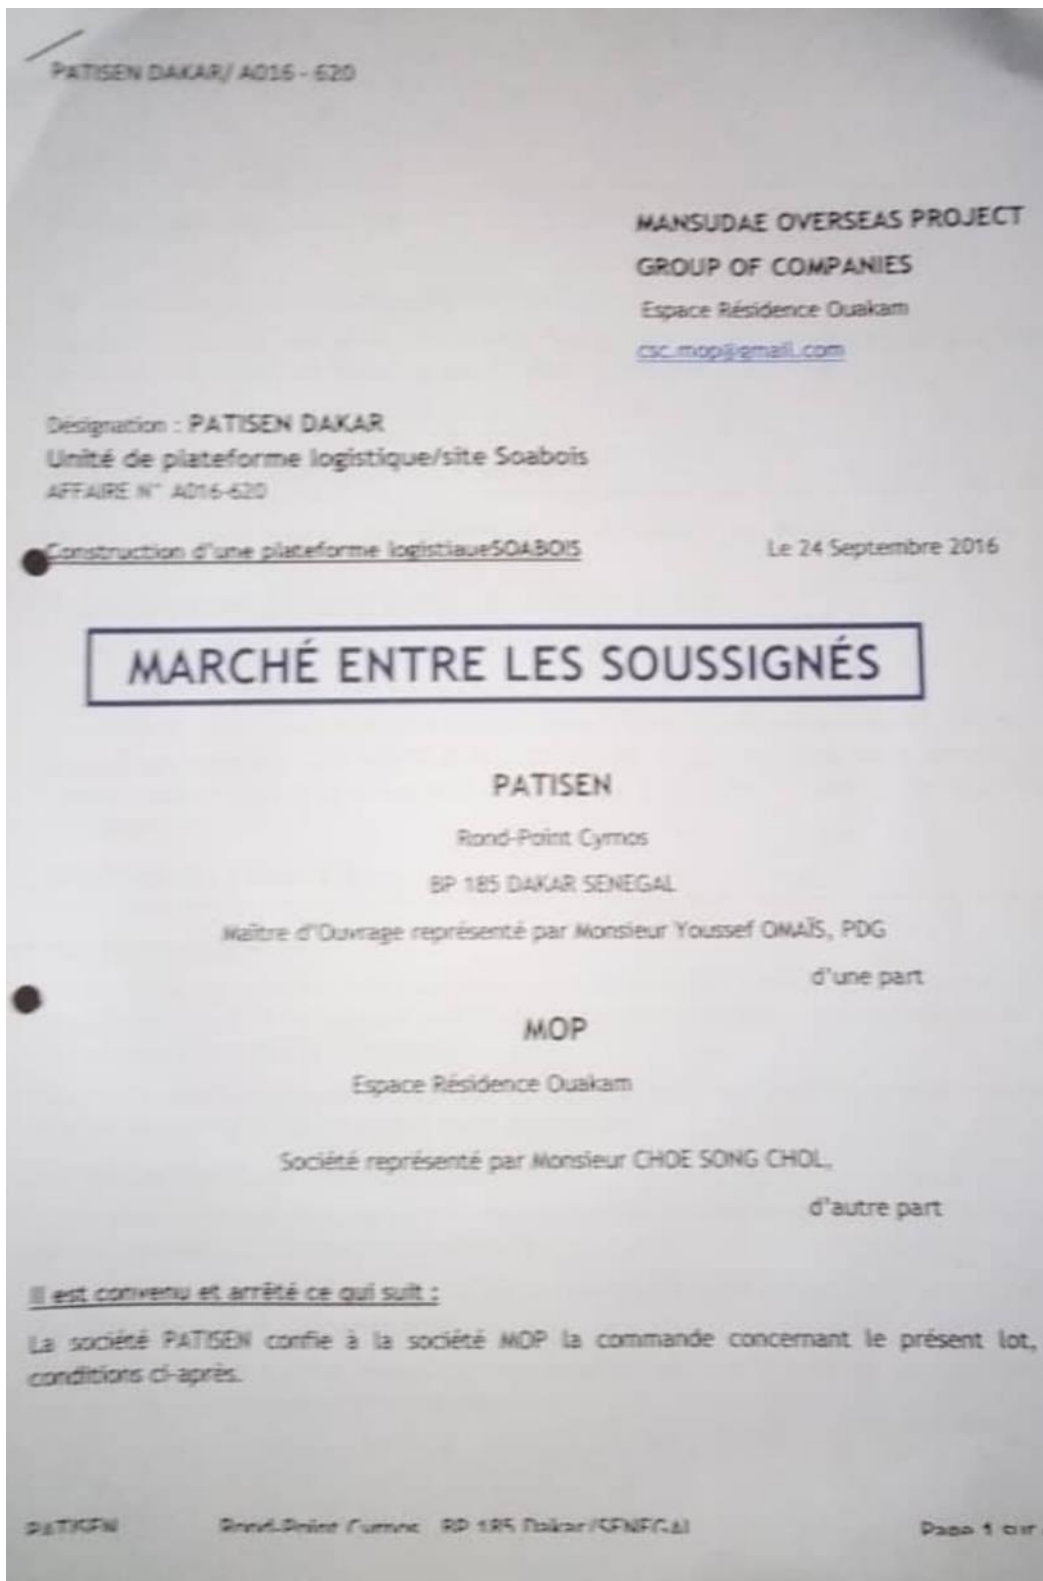 PATISEN DAKAR/ A016 - 620
MANSUDAE OVERSEAS PROJECT
GROUP OF COMPANIES
Espace Résidence Ouakam
csc.mop@gmail.com
Désignation : PATISEN DAKAR
Unité de plateforme logistique/site Soabois
AFFAIRE N° A016-620
Construction d'une plateforme logistiaueSOABOIS
Le 24 Septembre 2016
MARCHÉ ENTRE LES SOUSSIGNÉS
PATISEN
Rond-Point Cymos
BP 185 DAKAR SENEGAL
Maître d'Ouvrage représenté par Monsieur Youssef OMAÏS, PDG
d'une part
MOP
Espace Résidence Ouakam
Société représenté par Monsieur CHOE SONG CHOL,
d'autre part
Il est convenu et arrêté ce qui suit :
La société PATISEN confie à la société MOP la commande concernant le présent lot,
conditions ci-après.
PATISEN Rond-Point Cymos BP 185 Dakar/SENEGAL Page 1 sur